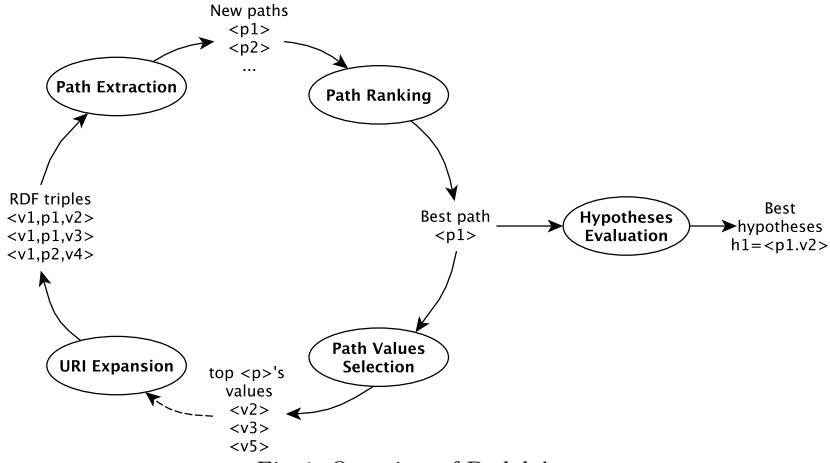 New paths
<p1>
<p2>
...
Path Extraction
Path Ranking
RDF triples
<v1,p1,v2>
<v1,p1,v3>
<v1,p2,v4>
Best path
<p1>
Hypotheses
Evaluation
Best
hypotheses
h1=<p1.v2>
URI Expansion
Path Values
Selection
top <p>'s
values
<v2>
<v3>
<v5>